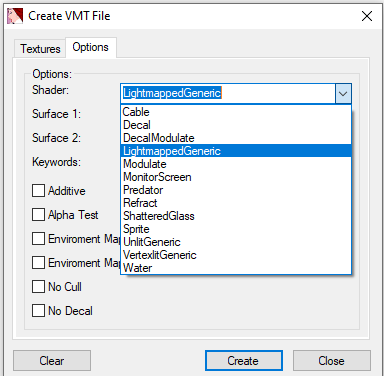 Create VMT File
Textures Options
Options:
Shader: LightmappedGeneric
Surface 1:
Surface 2:
Keywords:
Cable
Decal
DecalModulate
LightmappedGeneric
Modulate
MonitorScreen
Predator
Refract
ShatteredGlass
Sprite
UnlitGeneric
VertexlitGeneric
Water
Additive
Alpha Test
Enviroment Map
Enviroment Map
No Cull
No Decal
Clear Create Close